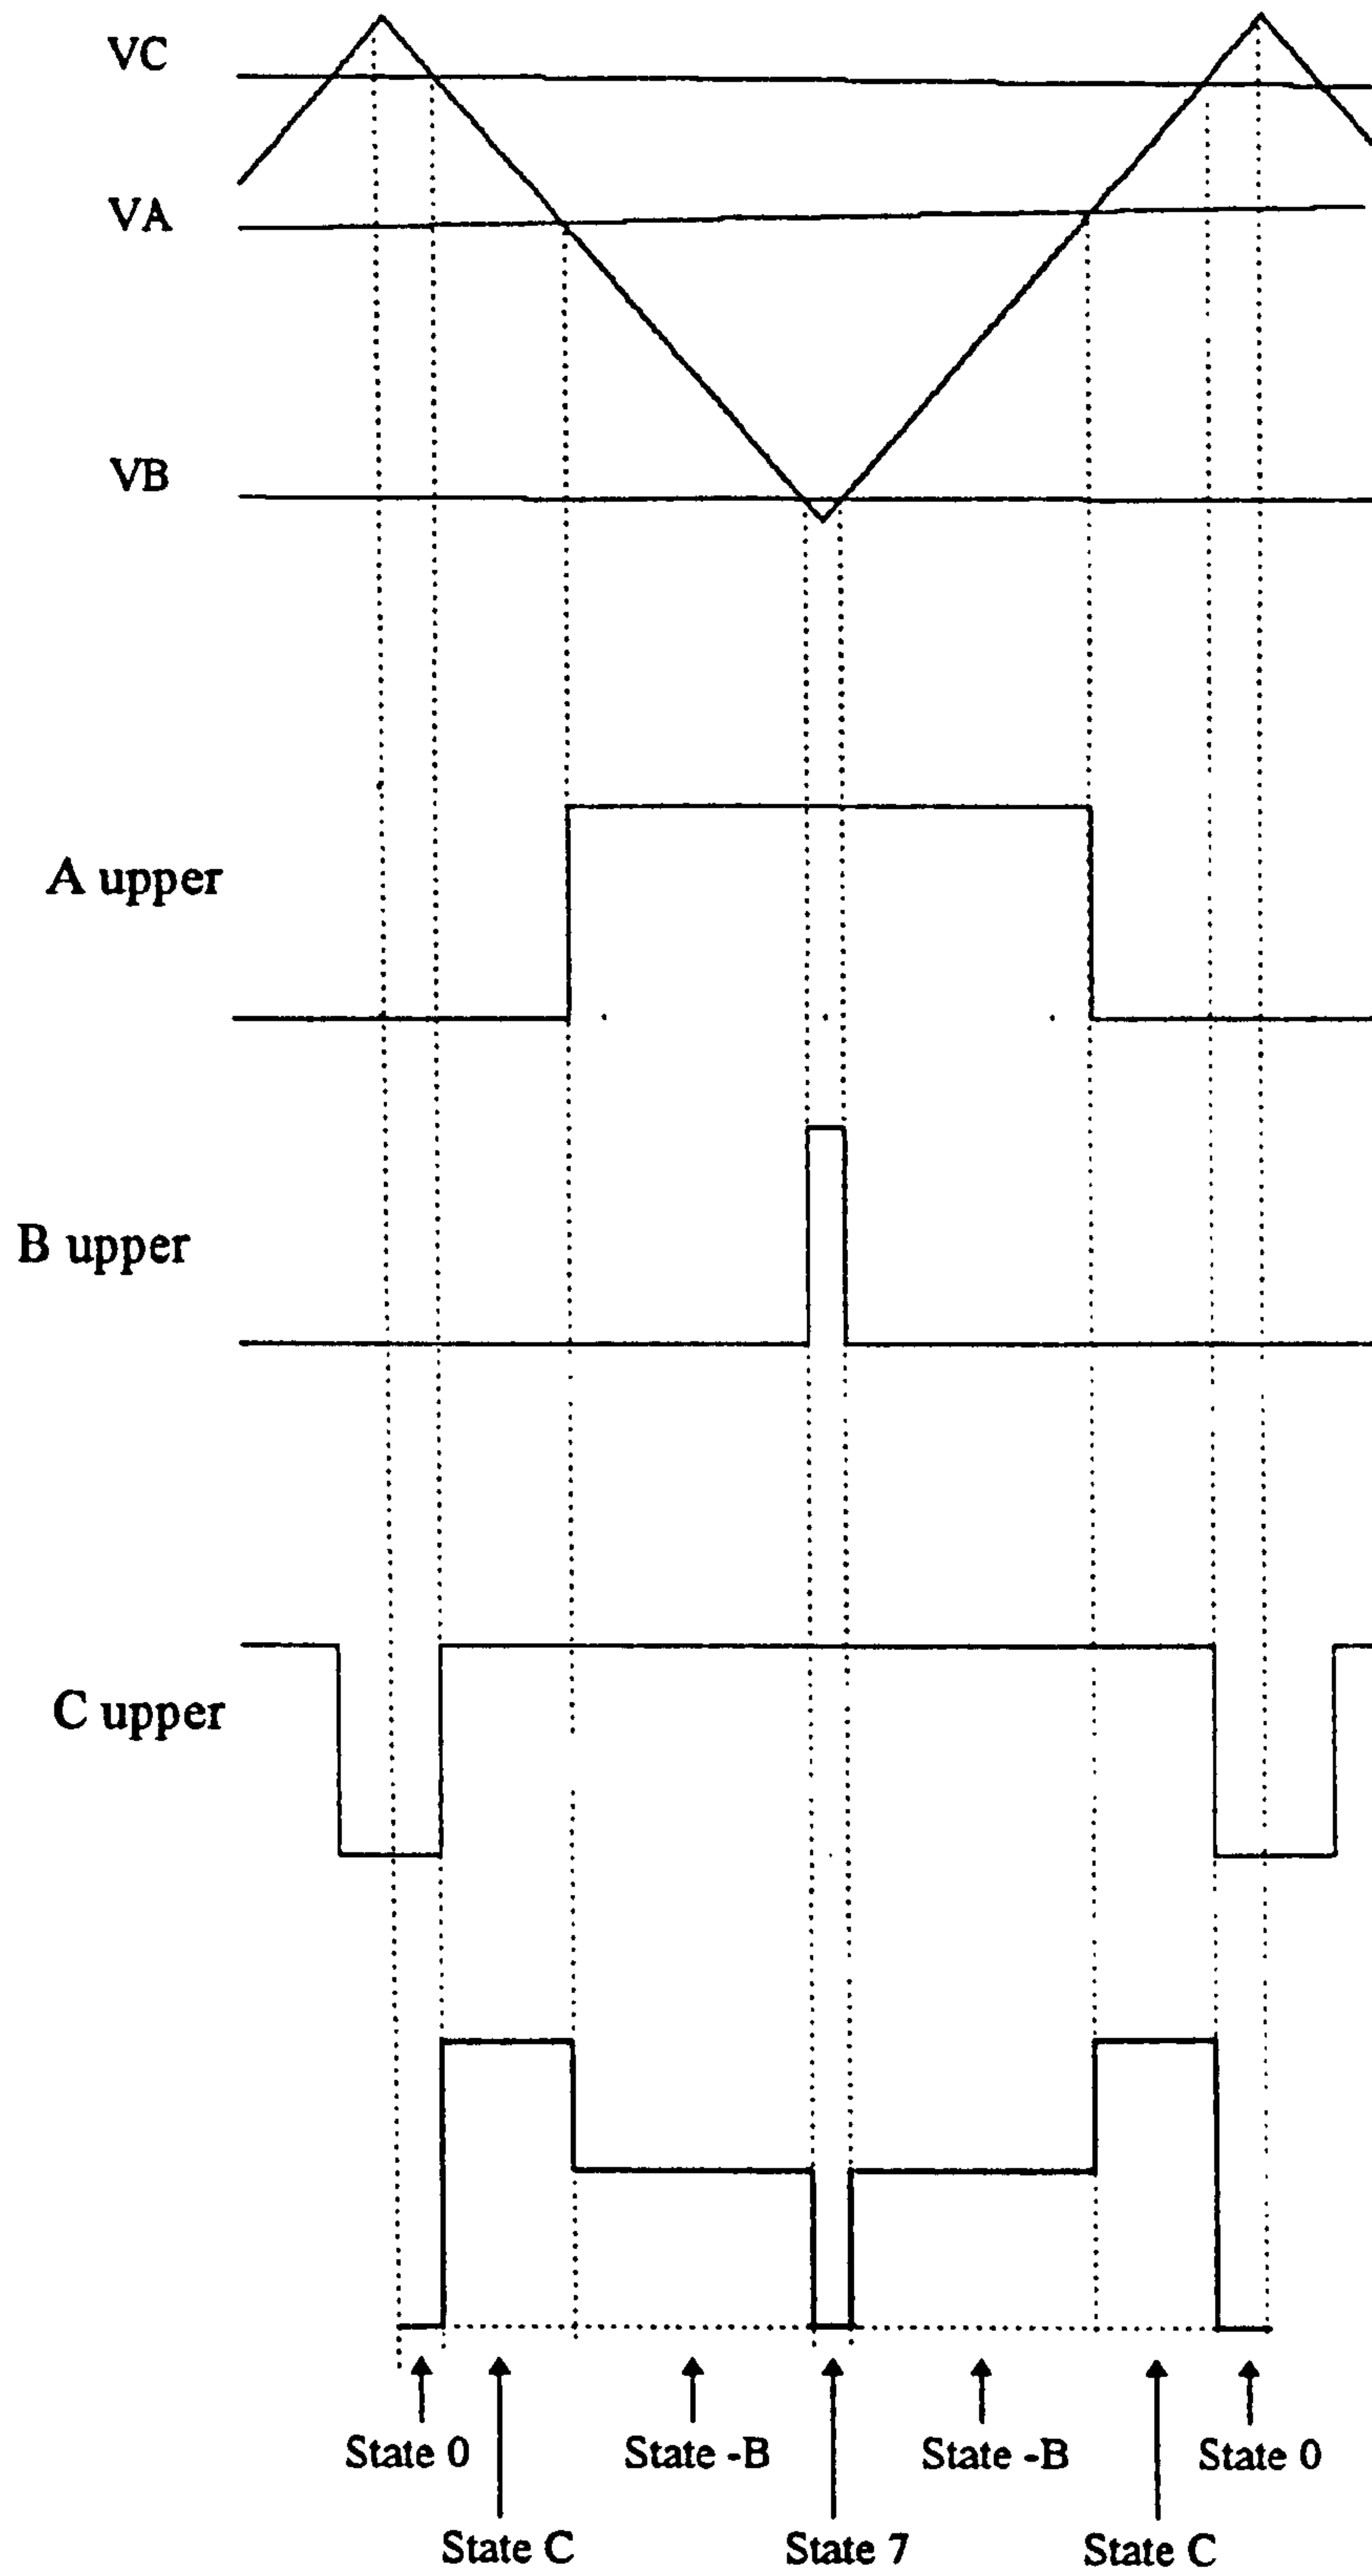 VC
VA
VB
A upper
B upper
C upper
State 0
State -B
State -B
State 0
State C
State 7
State C